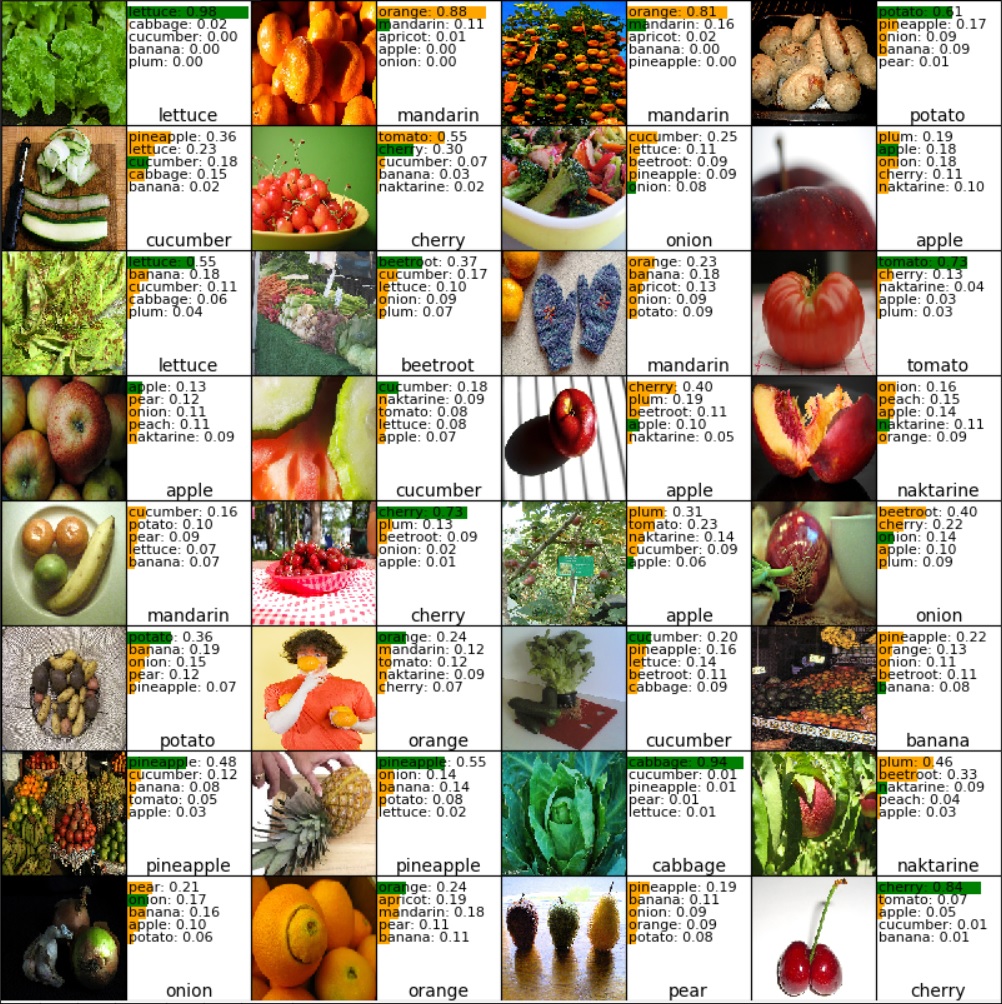 lettuce: 0.98
cabbage: 0.02
cucumber: 0.00
banana: 0.00
plum: 0.00
lettuce
orange: 0.88
mandarin: 0.11
apricot: 0.01
apple: 0.00
onion: 0.00
mandarin
orange: 0.81
mandarin: 0.16
apricot: 0.02
banana: 0.00
pineapple: 0.00
mandarin
potato: 0.61
pineapple: 0.17
onion: 0.09
banana: 0.09
pear: 0.01
potato
pineapple: 0.36
lettuce: 0.23
cucumber: 0.18
cabbage: 0.15
banana: 0.02
cucumber
tomato: 0.55
cherry: 0.30
cucumber: 0.07
banana: 0.03
naktarine: 0.02
cherry
cucumber: 0.25
lettuce: 0.11
beetroot: 0.09
pineapple: 0.09
onion: 0.08
onion
plum: 0.19
apple: 0.18
onion: 0.18
cherry: 0.11
naktarine: 0.10
apple
lettuce: 0.55
banana: 0.18
cucumber: 0.11
cabbage: 0.06
plum: 0.04
lettuce
beetroot: 0.37
cucumber: 0.17
lettuce: 0.10
onion: 0.09
plum: 0.07
beetroot
orange: 0.23
banana: 0.18
apricot: 0.13
onion: 0.09
potato: 0.09
mandarin
tomato: 0.73
cherry: 0.13
naktarine: 0.04
apple: 0.03
plum: 0.03
tomato
apple: 0.13
pear: 0.12
onion: 0.11
peach: 0.11
naktarine: 0.09
apple
cucumber: 0.18
naktarine: 0.09
tomato: 0.08
lettuce: 0.08
apple: 0.07
cucumber
cherry: 0.40
plum: 0.19
beetroot: 0.11
apple: 0.10
naktarine: 0.05
apple
onion: 0.16
peach: 0.15
apple: 0.14
naktarine: 0.11
orange: 0.09
naktarine
cucumber: 0.16
potato: 0.10
pear: 0.09
lettuce: 0.07
banana: 0.07
mandarin
cherry: 0.73
plum: 0.13
beetroot: 0.09
onion: 0.02
apple: 0.01
cherry
plum: 0.31
tomato: 0.23
naktarine: 0.14
cucumber: 0.09
apple: 0.06
apple
beetroot: 0.40
cherry: 0.22
onion: 0.14
apple: 0.10
plum: 0.09
onion
potato: 0.36
banana: 0.19
onion: 0.15
pear: 0.12
pineapple: 0.07
potato
orange: 0.24
mandarin: 0.12
tomato: 0.12
naktarine: 0.09
cherry: 0.07
orange
cucumber: 0.20
pineapple: 0.16
lettuce: 0.14
beetroot: 0.11
cabbage: 0.09
cucumber
pineapple: 0.22
orange: 0.13
onion: 0.11
beetroot: 0.11
banana: 0.08
banana
pineapple: 0.48
cucumber: 0.12
banana: 0.08
tomato: 0.05
apple: 0.03
pineapple
pineapple: 0.55
onion: 0.14
banana: 0.14
potato: 0.08
lettuce: 0.02
pineapple
cabbage: 0.94
cucumber: 0.01
pineapple: 0.01
pear: 0.01
lettuce: 0.01
cabbage
plum: 0.46
beetroot: 0.33
naktarine: 0.09
peach: 0.04
apple: 0.03
naktarine
pear: 0.21
onion: 0.17
banana: 0.16
apple: 0.10
potato: 0.06
onion
orange: 0.24
apricot: 0.19
mandarin: 0.18
pear: 0.11
banana: 0.11
orange
pineapple: 0.19
banana: 0.11
onion: 0.09
orange: 0.09
potato: 0.08
pear
cherry: 0.84
tomato: 0.07
apple: 0.05
cucumber: 0.01
banana: 0.01
cherry